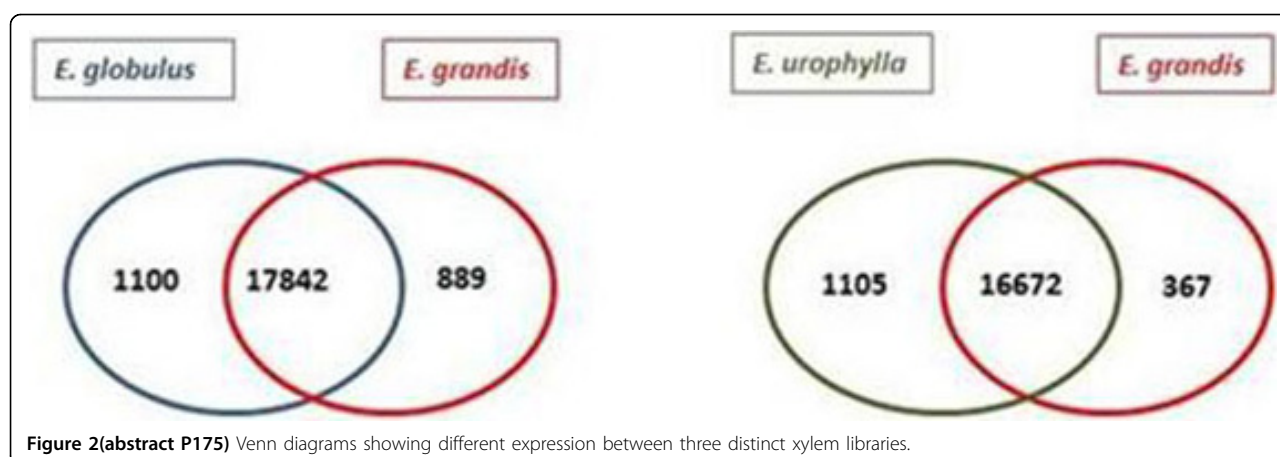 E. globulus
E. grandis
E. urophylla
E. grandis
1100
17842
889
1105
16672
367
Figure 2(abstract P175) Venn diagrams showing different expression between three distinct xylem libraries.